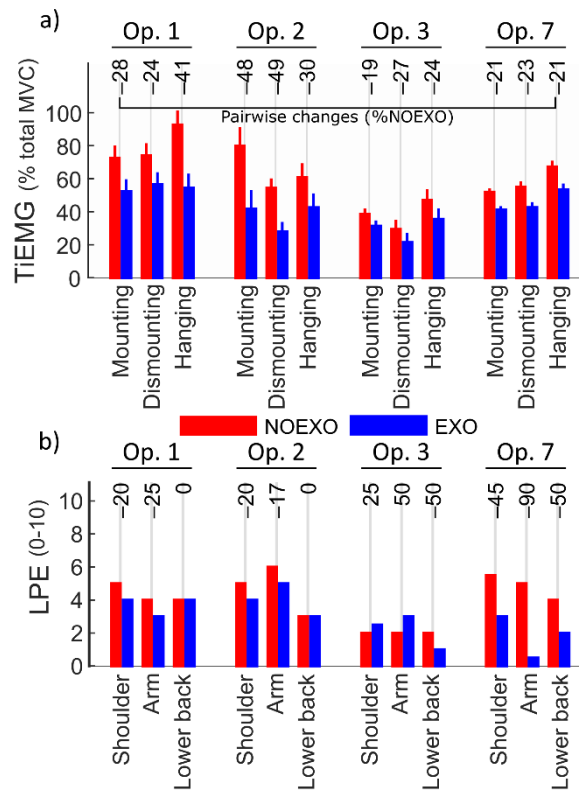 a)
Op. 1 Op. 2 Op. 3 Op. 7
−28 −24 −41 −48 −49 −30 −19 −27 −24 −21 −23 −21
Pairwise changes (%NOEXO)
TiEMG (% total MVC)
100
80
60
40
20
0
Mounting Dismounting Hanging Mounting Dismounting Hanging Mounting Dismounting Hanging Mounting Dismounting Hanging
NOEXO EXO
b)
Op. 1 Op. 2 Op. 3 Op. 7
−20 −25 0 −20 −17 0 25 50 −50 −45 −90 −50
LPE (0-10)
10
8
6
4
2
0
Shoulder Arm Lower back Shoulder Arm Lower back Shoulder Arm Lower back Shoulder Arm Lower back